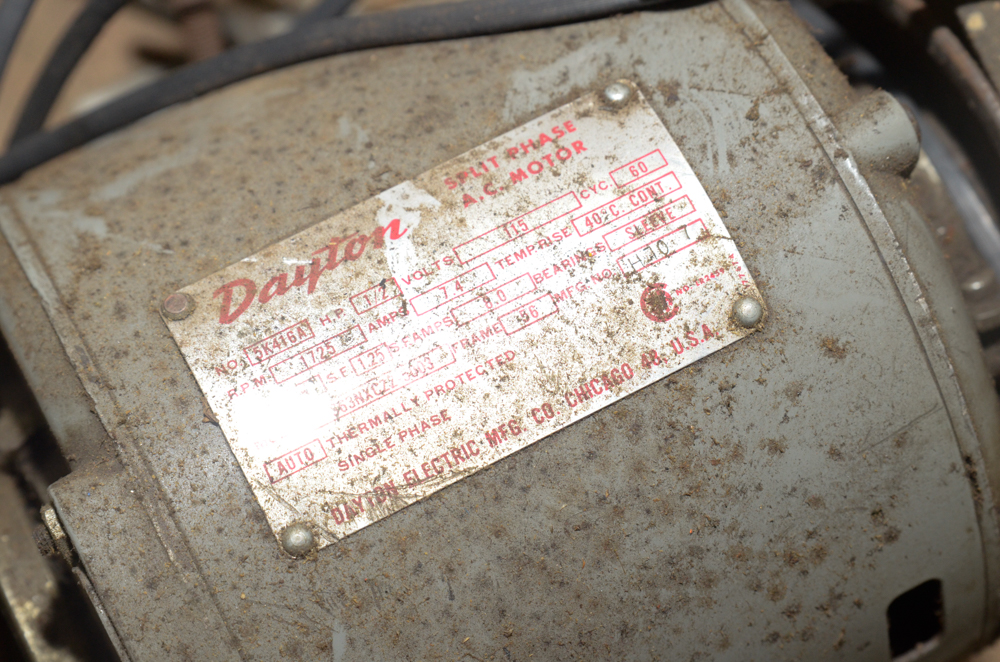 SPLIT PHASE
Dayton A.C. MOTOR
NO. 5K416A H.P. 1/2 VOLTS 115 CYC. 60
R.P.M. 1725 AMPS 7.4 TEMP. RISE 40°C. CONT.
S.F. 1.25 S.F. AMPS 9.0 BEARINGS SLEEVE
FRAME MFG. NO.
AUTO THERMALLY PROTECTED
SINGLE PHASE
DAYTON ELECTRIC MFG. CO. CHICAGO 48, U.S.A.